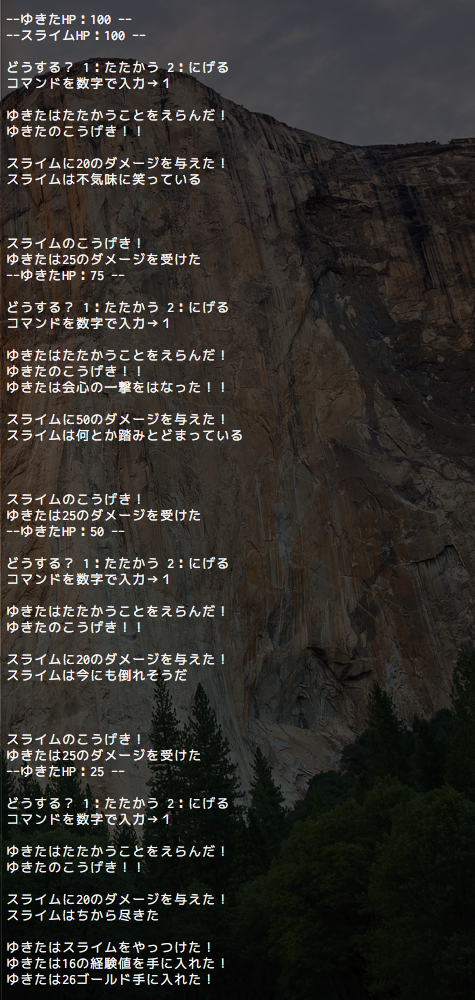 --ゆきたHP：100 --
--スライムHP：100 --
どうする？ 1：たたかう 2：にげる
コマンドを数字で入力→1
ゆきたはたたかうことをえらんだ！
ゆきたのこうげき！！
スライムに20のダメージを与えた！
スライムは不気味に笑っている
スライムのこうげき！
ゆきたは25のダメージを受けた
--ゆきたHP：75 --
どうする？ 1：たたかう 2：にげる
コマンドを数字で入力→1
ゆきたはたたかうことをえらんだ！
ゆきたのこうげき！！
ゆきたは会心の一撃をはなった！！
スライムに50のダメージを与えた！
スライムは何とか踏みとどまっている
スライムのこうげき！
ゆきたは25のダメージを受けた
--ゆきたHP：50 --
どうする？ 1：たたかう 2：にげる
コマンドを数字で入力→1
ゆきたはたたかうことをえらんだ！
ゆきたのこうげき！！
スライムに20のダメージを与えた！
スライムは今にも倒れそうだ
スライムのこうげき！
ゆきたは25のダメージを受けた
--ゆきたHP：25 --
どうする？ 1：たたかう 2：にげる
コマンドを数字で入力→1
ゆきたはたたかうことをえらんだ！
ゆきたのこうげき！！
スライムに20のダメージを与えた！
スライムはちから尽きた
ゆきたはスライムをやっつけた！
ゆきたは16の経験値を手に入れた！
ゆきたは26ゴールド手に入れた！